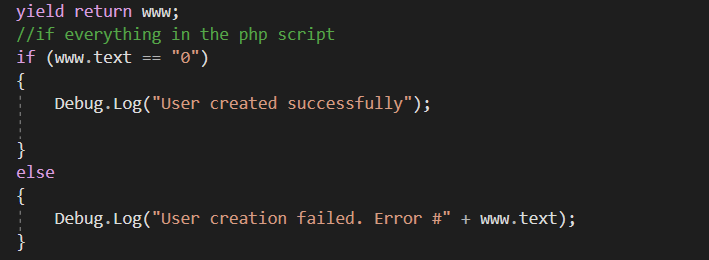 yield return www;
//if everything in the php script
if (www.text == "0")
{
Debug.Log("User created successfully");
}
else
{
Debug.Log("User creation failed. Error #" + www.text);
}